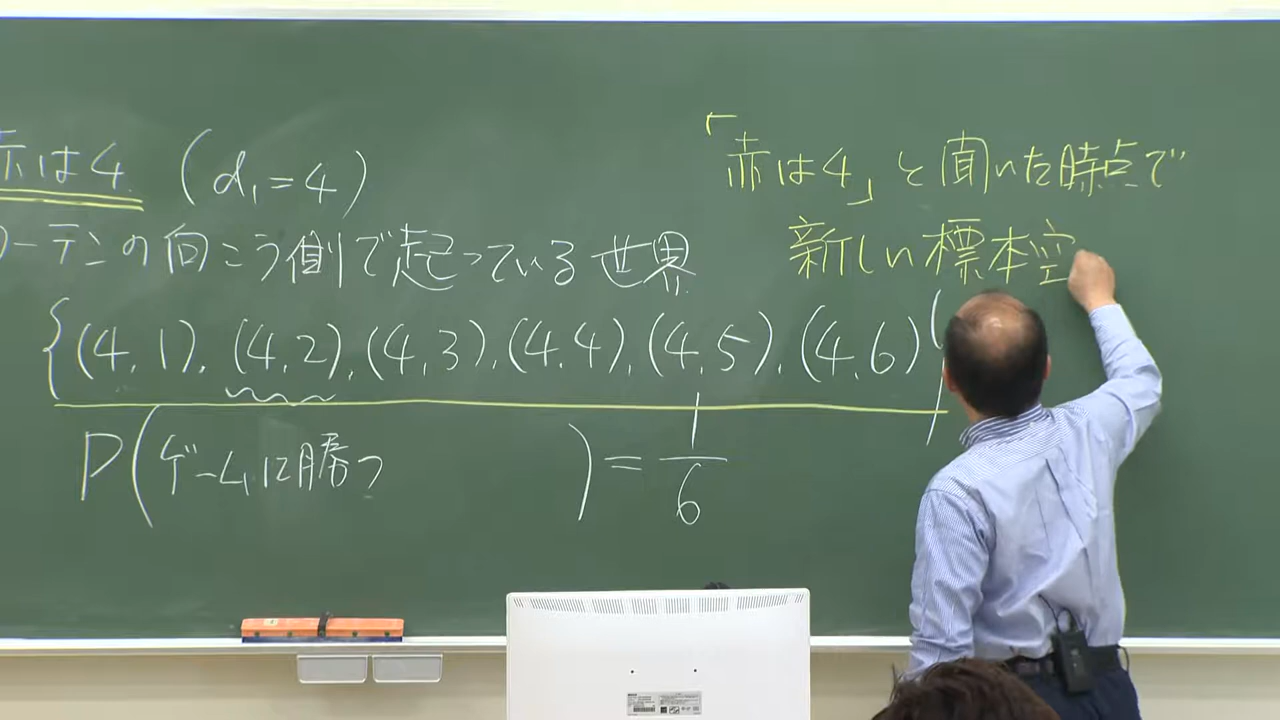 赤は4 (d₁=4)
ーテンの向こう側で起っている世界
{(4,1),(4,2),(4,3),(4,4),(4,5),(4,6)}
P(ゲームに勝つ ) = 1/6
「赤は4」と聞いた時点で
新しい標本空